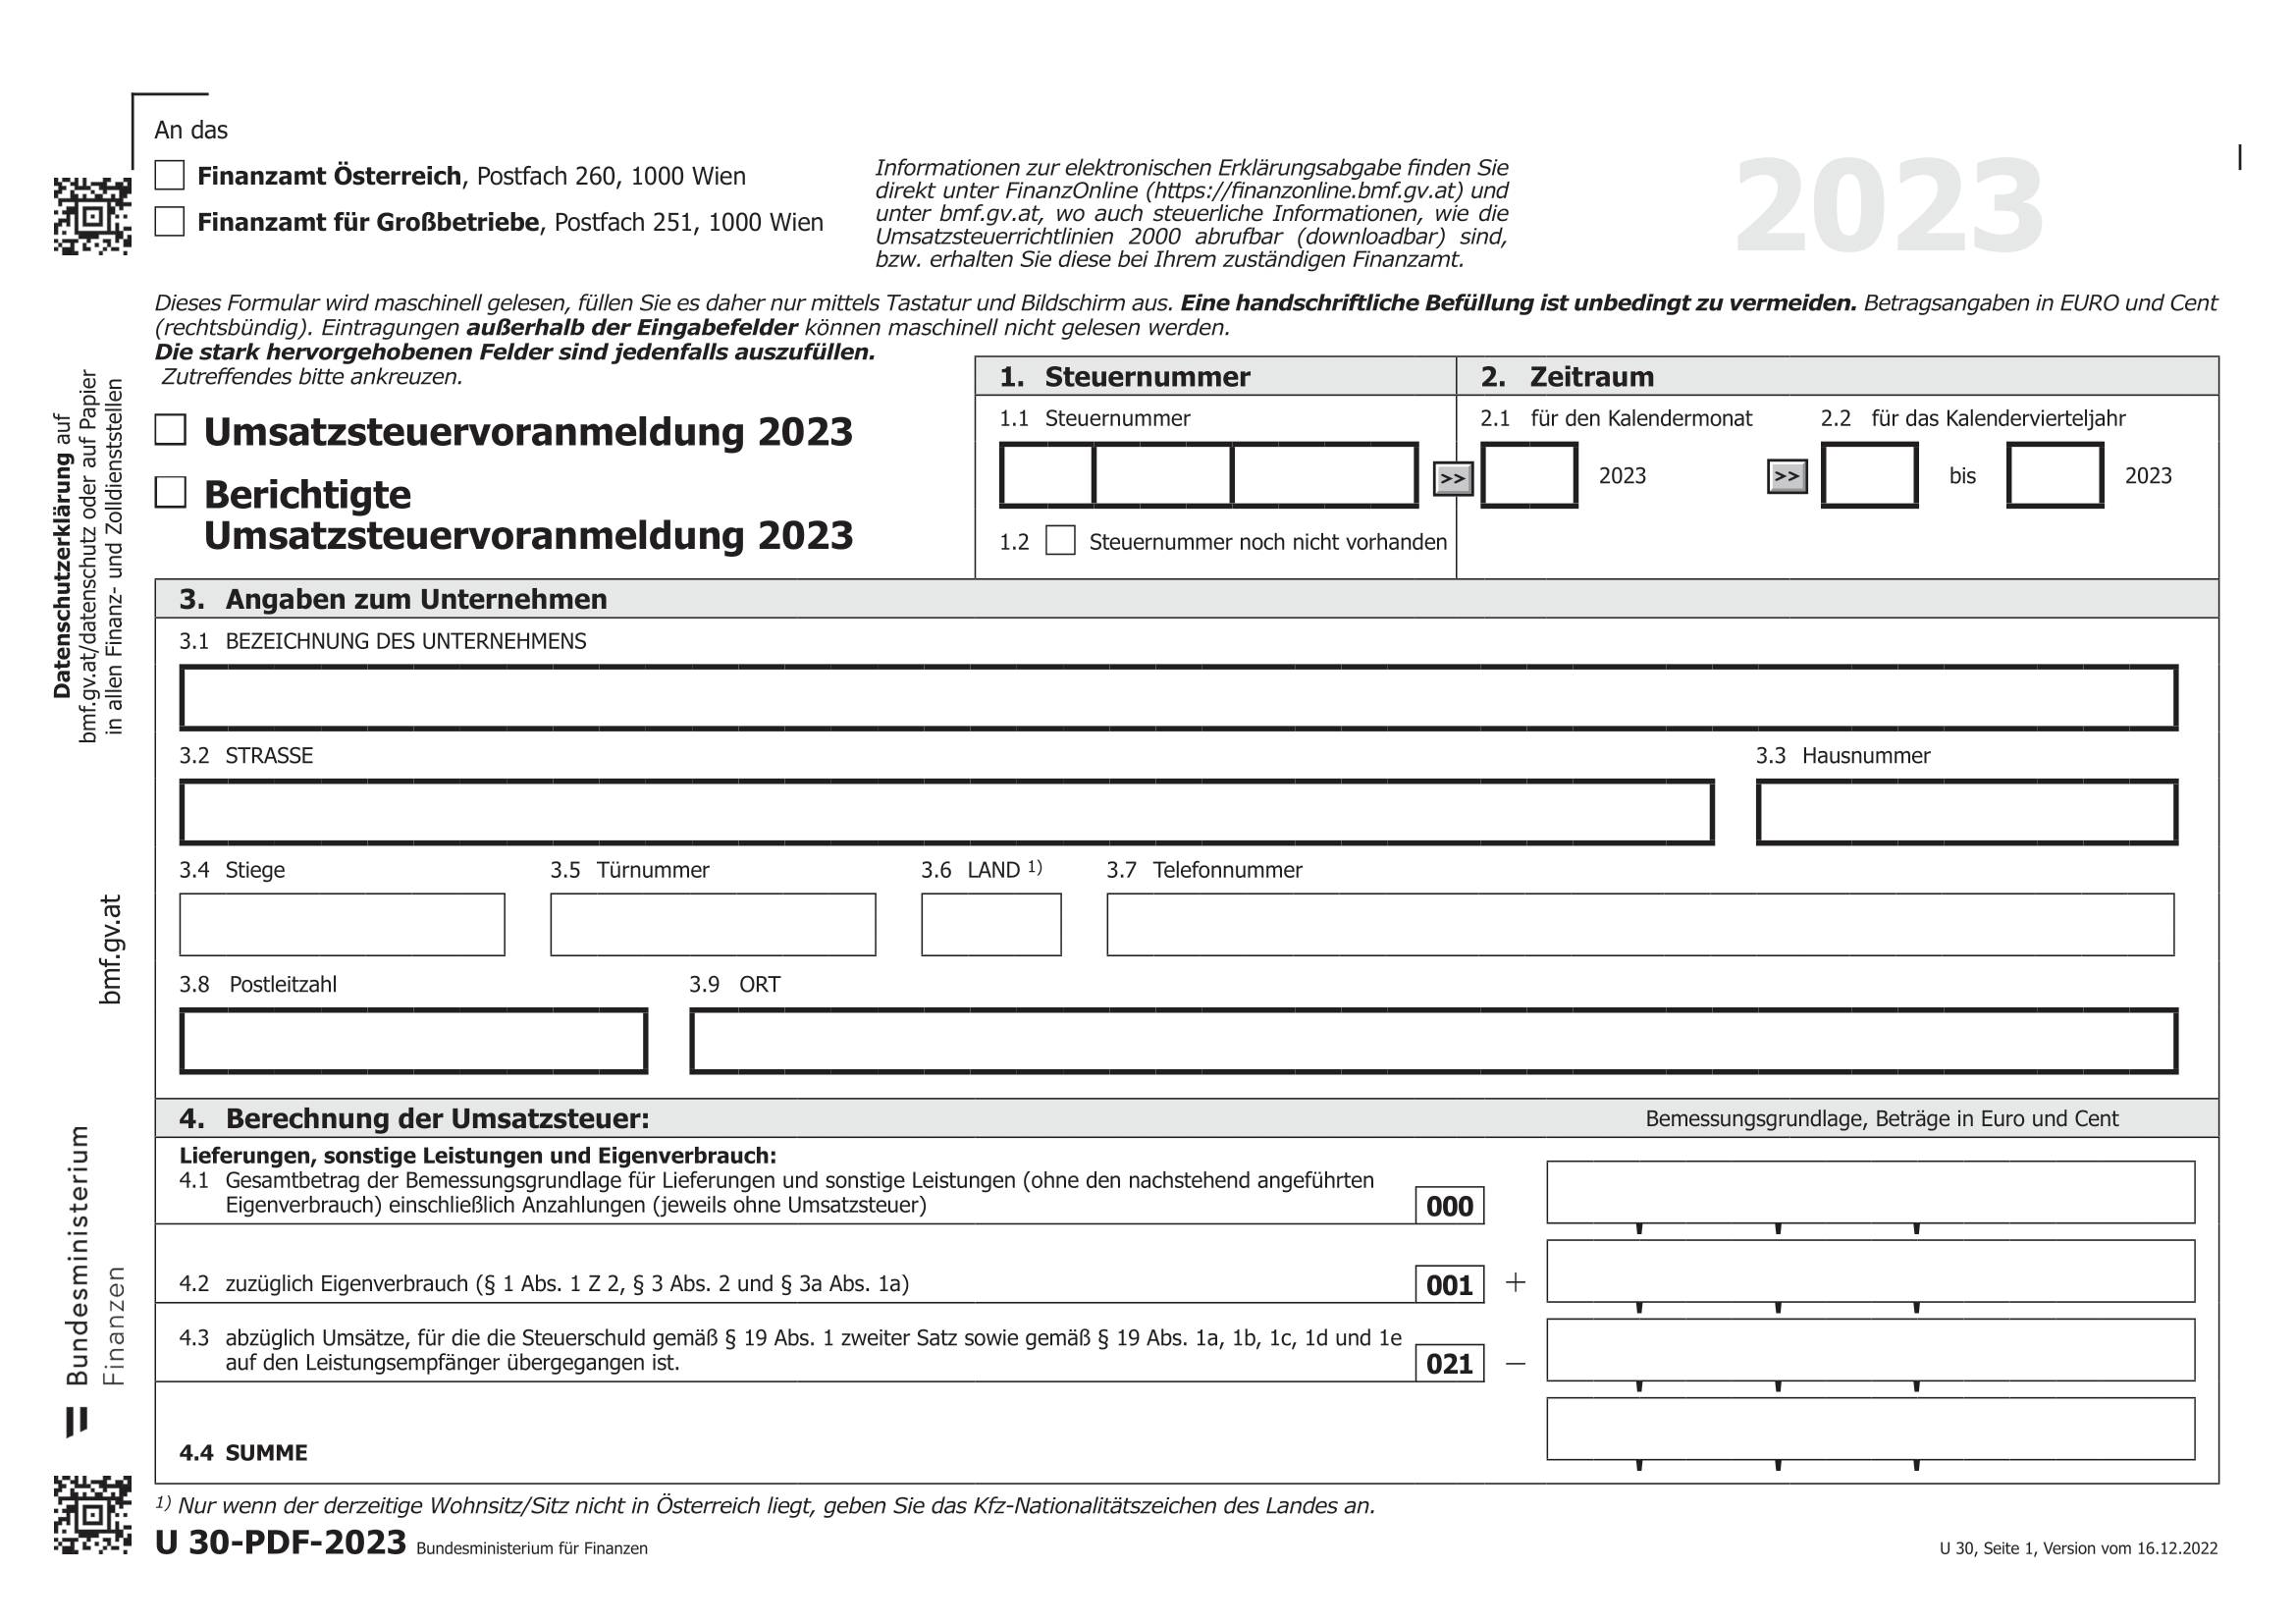 An das
Finanzamt Österreich, Postfach 260, 1000 Wien
Finanzamt für Großbetriebe, Postfach 251, 1000 Wien
Informationen zur elektronischen Erklärungsabgabe finden Sie
direkt unter FinanzOnline (https://finanzonline.bmf.gv.at) und
unter bmf.gv.at, wo auch steuerliche Informationen, wie die
Umsatzsteuerrichtlinien 2000 abrufbar (downloadbar) sind,
bzw. erhalten Sie diese bei Ihrem zuständigen Finanzamt.
2023
Dieses Formular wird maschinell gelesen, füllen Sie es daher nur mittels Tastatur und Bildschirm aus. Eine handschriftliche Befüllung ist unbedingt zu vermeiden. Betragsangaben in EURO und Cent
(rechtsbündig). Eintragungen außerhalb der Eingabefelder können maschinell nicht gelesen werden.
Die stark hervorgehobenen Felder sind jedenfalls auszufüllen.
Zutreffendes bitte ankreuzen.
Umsatzsteuervoranmeldung 2023
Berichtigte
Umsatzsteuervoranmeldung 2023
1. Steuernummer
1.1 Steuernummer
>>
1.2 Steuernummer noch nicht vorhanden
2. Zeitraum
2.1 für den Kalendermonat
2023
>>
2.2 für das Kalendervierteljahr
bis
2023
3. Angaben zum Unternehmen
3.1 BEZEICHNUNG DES UNTERNEHMENS
3.2 STRASSE
3.3 Hausnummer
3.4 Stiege
3.5 Türnummer
3.6 LAND 1)
3.7 Telefonnummer
3.8 Postleitzahl
3.9 ORT
4. Berechnung der Umsatzsteuer:
Bemessungsgrundlage, Beträge in Euro und Cent
Lieferungen, sonstige Leistungen und Eigenverbrauch:
4.1 Gesamtbetrag der Bemessungsgrundlage für Lieferungen und sonstige Leistungen (ohne den nachstehend angeführten
Eigenverbrauch) einschließlich Anzahlungen (jeweils ohne Umsatzsteuer)
000
4.2 zuzüglich Eigenverbrauch (§ 1 Abs. 1 Z 2, § 3 Abs. 2 und § 3a Abs. 1a)
001 +
4.3 abzüglich Umsätze, für die die Steuerschuld gemäß § 19 Abs. 1 zweiter Satz sowie gemäß § 19 Abs. 1a, 1b, 1c, 1d und 1e
auf den Leistungsempfänger übergegangen ist.
021 –
4.4 SUMME
1) Nur wenn der derzeitige Wohnsitz/Sitz nicht in Österreich liegt, geben Sie das Kfz-Nationalitätszeichen des Landes an.
U 30-PDF-2023 Bundesministerium für Finanzen
U 30, Seite 1, Version vom 16.12.2022
Datenschutzerklärung auf
bmf.gv.at/datenschutz oder auf Papier
in allen Finanz- und Zolldienststellen
bmf.gv.at
Bundesministerium
Finanzen